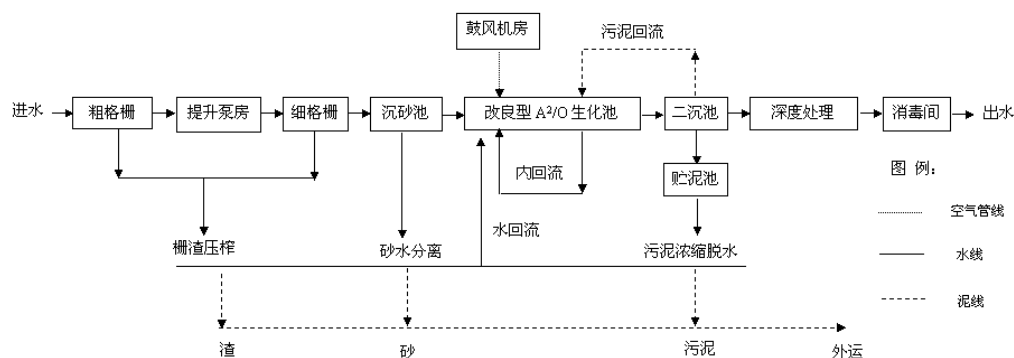 鼓风机房
污泥回流
进水
粗格栅
提升泵房
细格栅
沉砂池
改良型 A²/O 生化池
二沉池
深度处理
消毒间
出水
内回流
贮泥池
图 例：
空气管线
水回流
栅渣压榨
砂水分离
污泥浓缩脱水
水线
泥线
渣
砂
污泥
外运